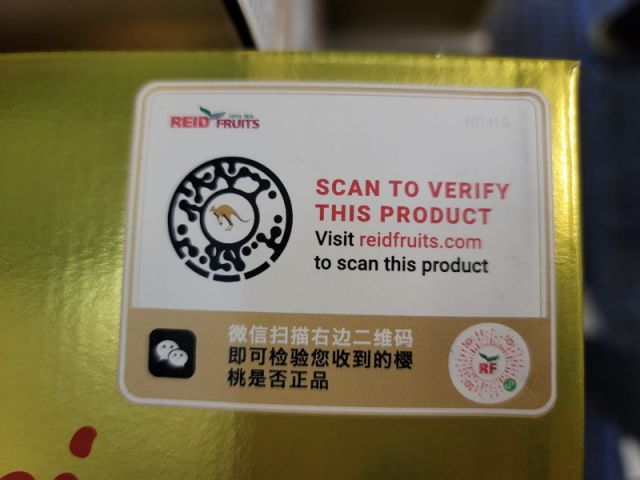 REID FRUITS
SINCE 1856
107415
SCAN TO VERIFY
THIS PRODUCT
Visit reidfruits.com
to scan this product
微信扫描右边二维码
即可检验您收到的樱
桃是否正品
RF